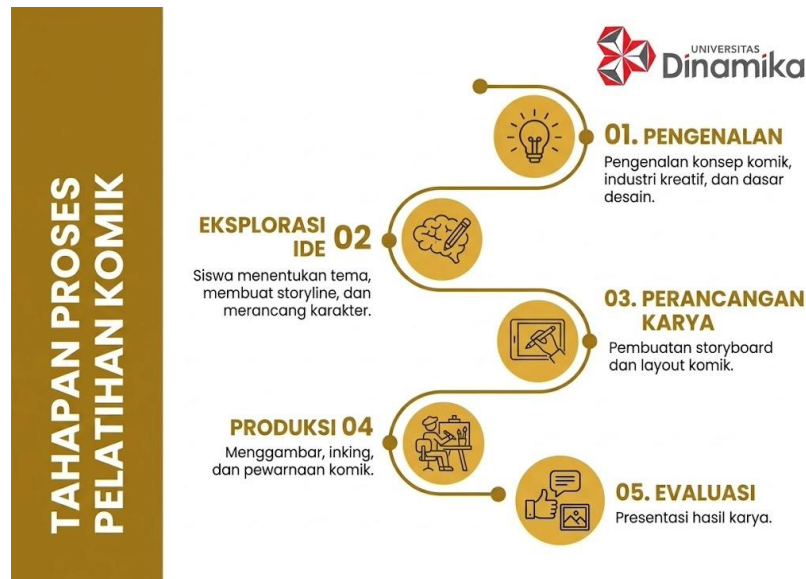 TAHAPAN PROSES
PELATIHAN KOMIK
UNIVERSITAS
Dinamika
01. PENGENALAN
Pengenalan konsep komik,
industri kreatif, dan dasar
desain.
EKSPLORASI
IDE 02
Siswa menentukan tema,
membuat storyline, dan
merancang karakter.
03. PERANCANGAN
KARYA
Pembuatan storyboard
dan layout komik.
PRODUKSI 04
Menggambar, inking,
dan pewarnaan komik.
05. EVALUASI
Presentasi hasil karya.